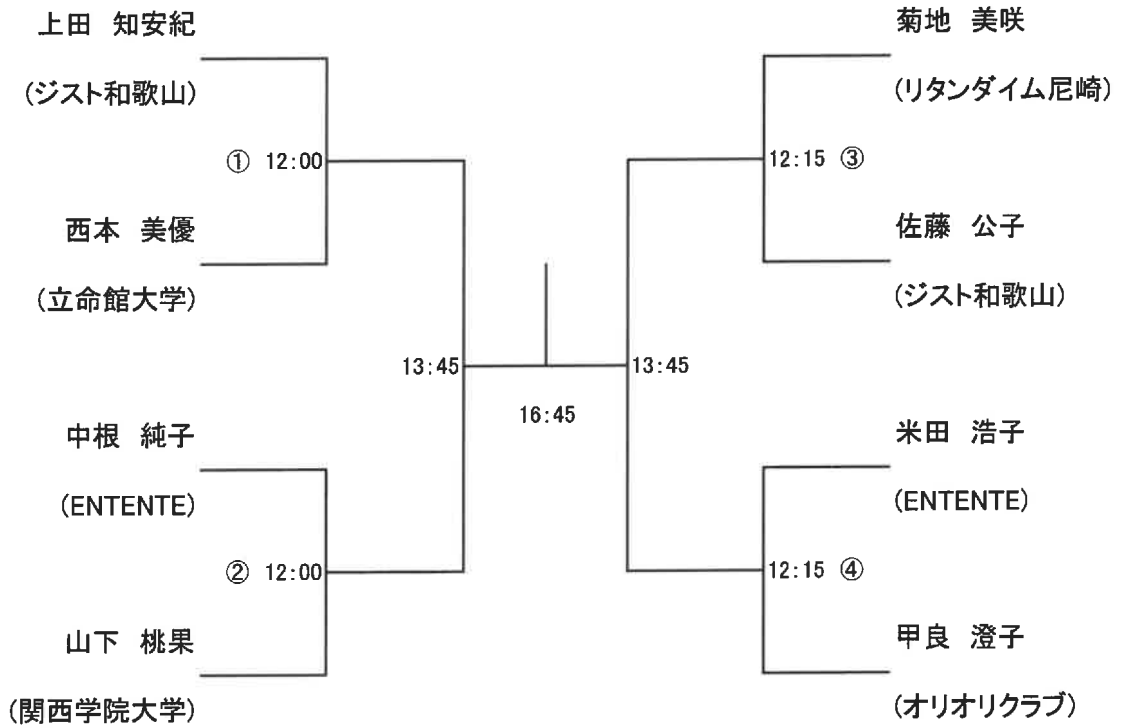 上田 知安紀
(ジスト和歌山)
① 12:00
西本 美優
(立命館大学)
13:45
中根 純子
(ENTENTE)
② 12:00
山下 桃果
(関西学院大学)
16:45
菊地 美咲
(リタンダイム尼崎)
12:15 ③
佐藤 公子
(ジスト和歌山)
13:45
米田 浩子
(ENTENTE)
12:15 ④
甲良 澄子
(オリオリクラブ)